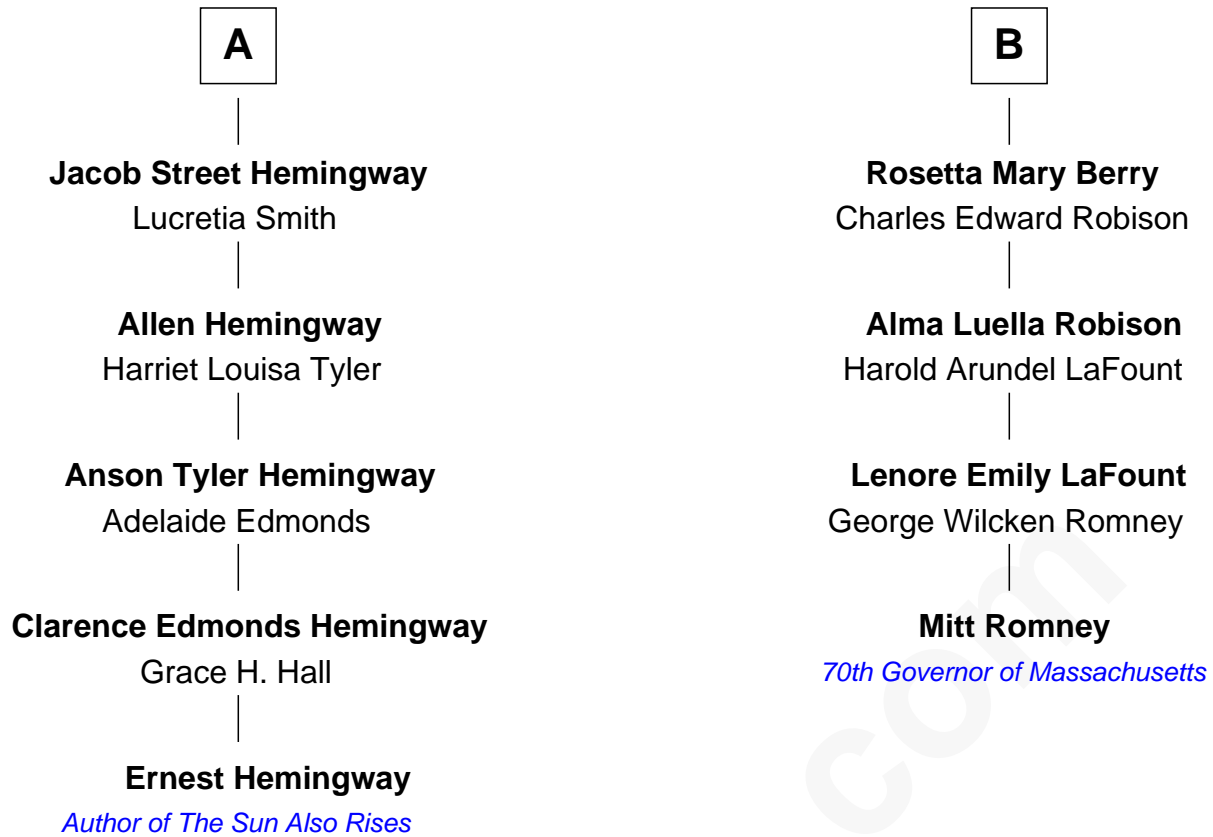 A
Jacob Street Hemingway
Lucretia Smith
Allen Hemingway
Harriet Louisa Tyler
Anson Tyler Hemingway
Adelaide Edmonds
Clarence Edmonds Hemingway
Grace H. Hall
Ernest Hemingway
Author of The Sun Also Rises
B
Rosetta Mary Berry
Charles Edward Robison
Alma Luella Robison
Harold Arundel LaFount
Lenore Emily LaFount
George Wilcken Romney
Mitt Romney
70th Governor of Massachusetts
com